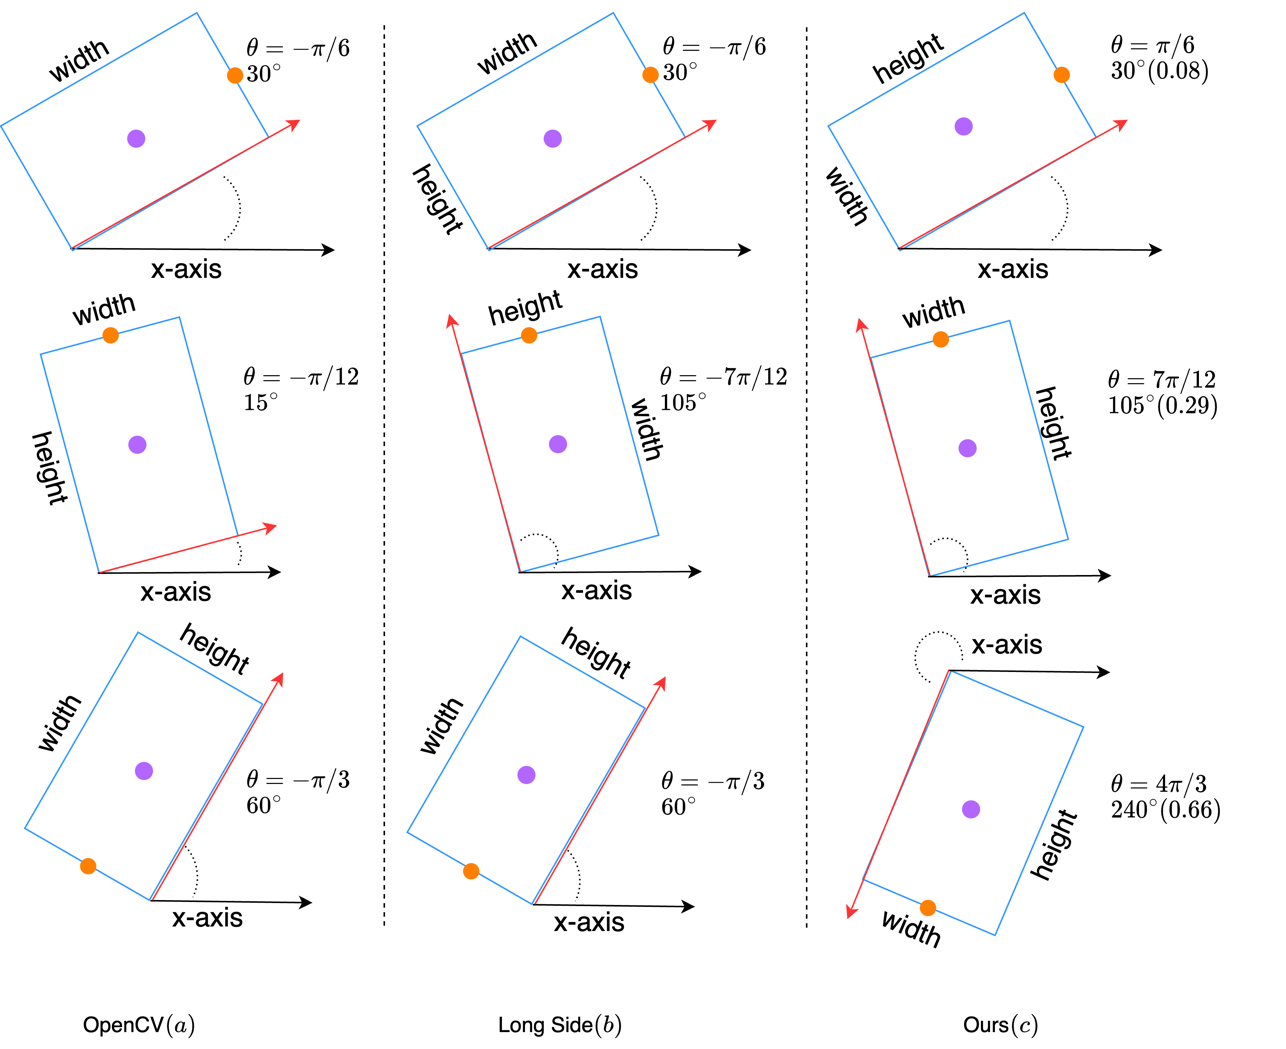 width
θ = −π/6
30°
x-axis
width
θ = −π/6
30°
height
x-axis
height
θ = π/6
30°(0.08)
width
x-axis
width
θ = −π/12
15°
height
x-axis
height
θ = −7π/12
105°
width
x-axis
width
θ = 7π/12
105°(0.29)
height
x-axis
height
width
θ = −π/3
60°
x-axis
height
width
θ = −π/3
60°
x-axis
x-axis
θ = 4π/3
240°(0.66)
height
width
OpenCV(a)
Long Side(b)
Ours(c)